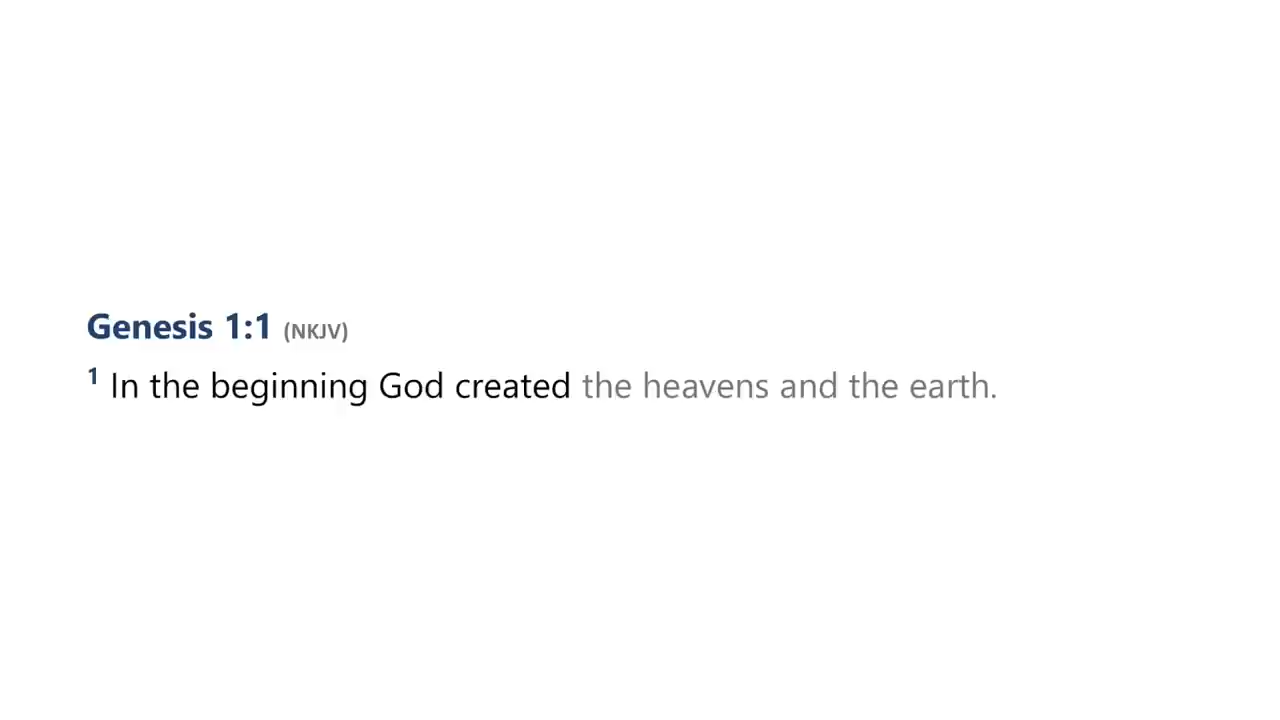 Genesis 1:1 (NKJV)
1 In the beginning God created the heavens and the earth.